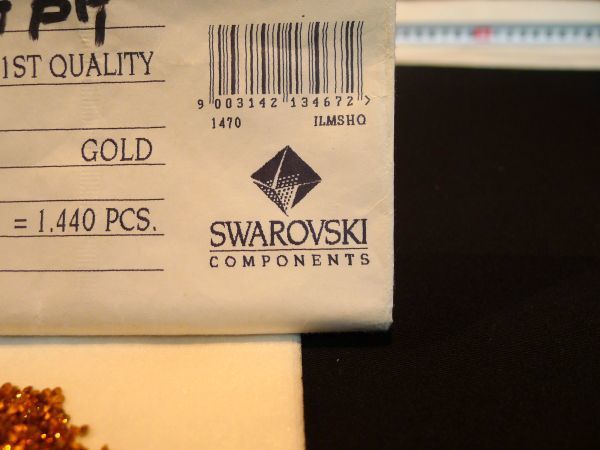 1ST QUALITY
9 003142 134672 >
1470 ILMSHQ
GOLD
= 1.440 PCS.
SWAROVSKI
COMPONENTS